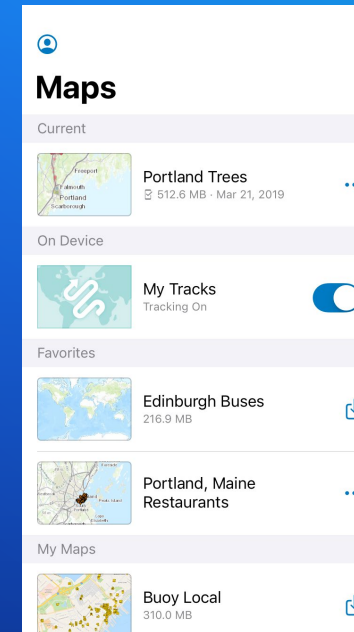 Maps
Current
Freeport
Falmouth
Portland
Scarborough
Portland Trees
512.6 MB · Mar 21, 2019
On Device
My Tracks
Tracking On
Favorites
Edinburgh Buses
216.9 MB
Portland, Maine
Restaurants
My Maps
Buoy Local
310.0 MB